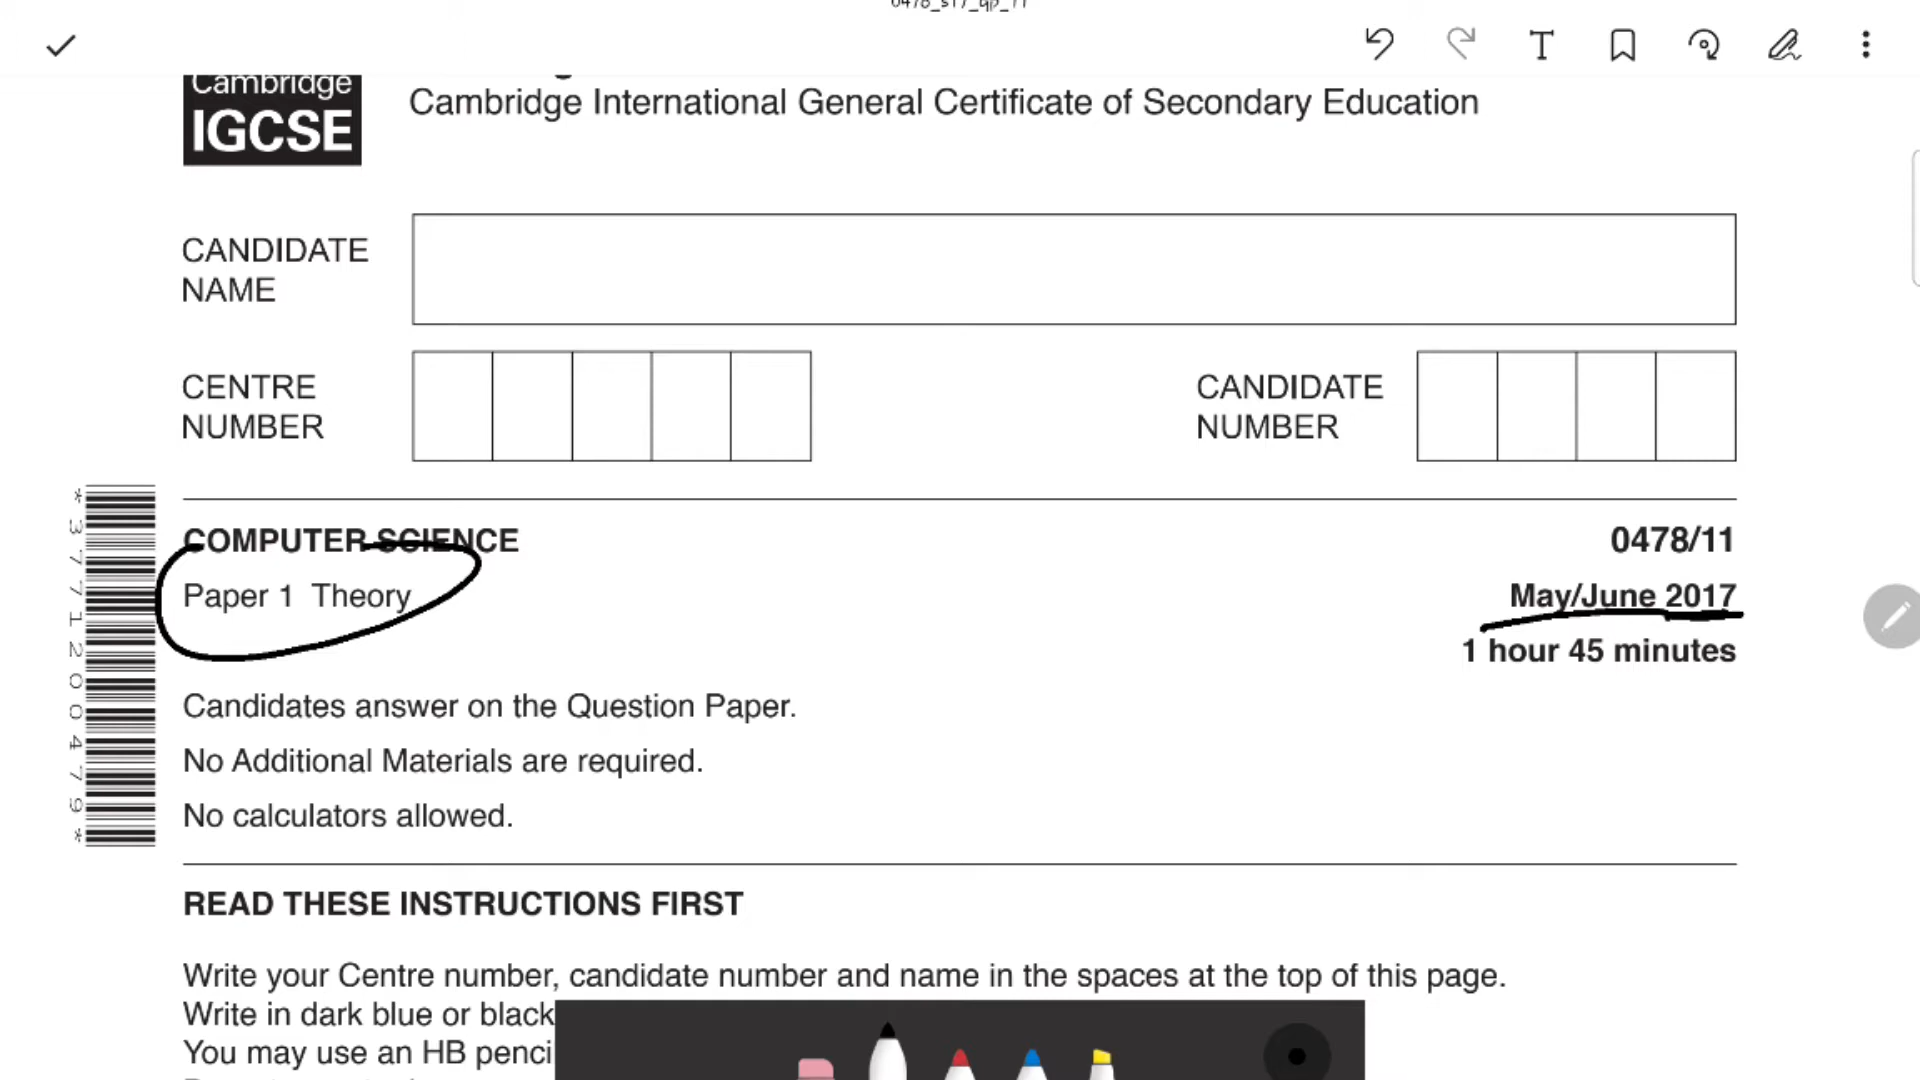 0478_s17_qp_11
Cambridge
IGCSE
Cambridge International General Certificate of Secondary Education
CANDIDATE
NAME
CENTRE
NUMBER
CANDIDATE
NUMBER
COMPUTER SCIENCE
0478/11
Paper 1 Theory
May/June 2017
1 hour 45 minutes
*3771200479*
Candidates answer on the Question Paper.
No Additional Materials are required.
No calculators allowed.
READ THESE INSTRUCTIONS FIRST
Write your Centre number, candidate number and name in the spaces at the top of this page.
Write in dark blue or black
You may use an HB penci